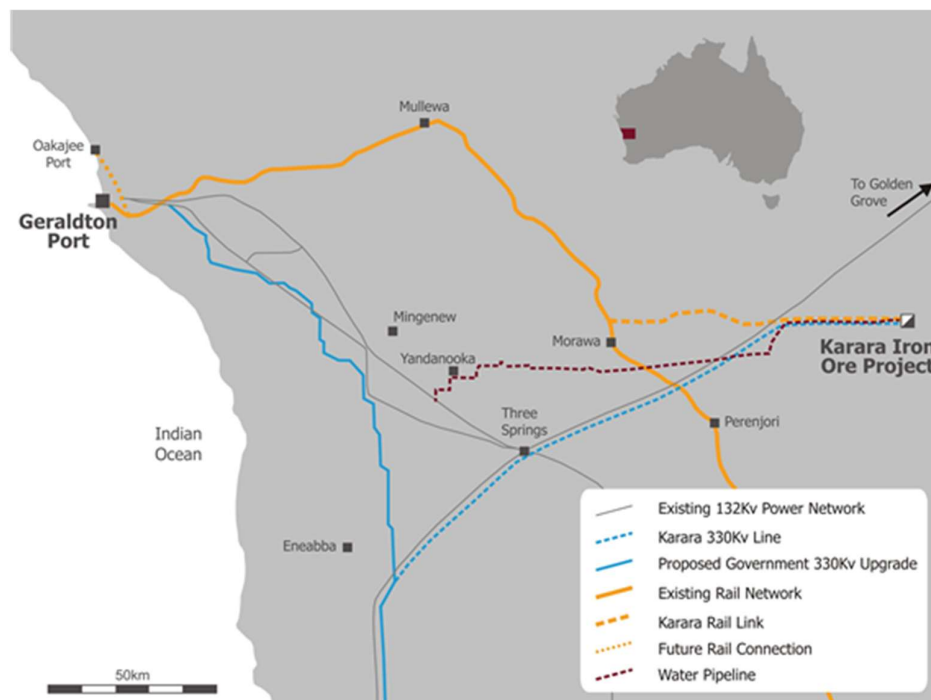 Mullewa
Oakajee
Port
To Golden
Grove
Geraldton
Port
Mingenew
Morawa
Karara Iron
Ore Project
Yandanooka
Three
Springs
Perenjori
Indian
Ocean
Eneabba
Existing 132Kv Power Network
Karara 330Kv Line
Proposed Government 330Kv Upgrade
Existing Rail Network
Karara Rail Link
Future Rail Connection
Water Pipeline
50km